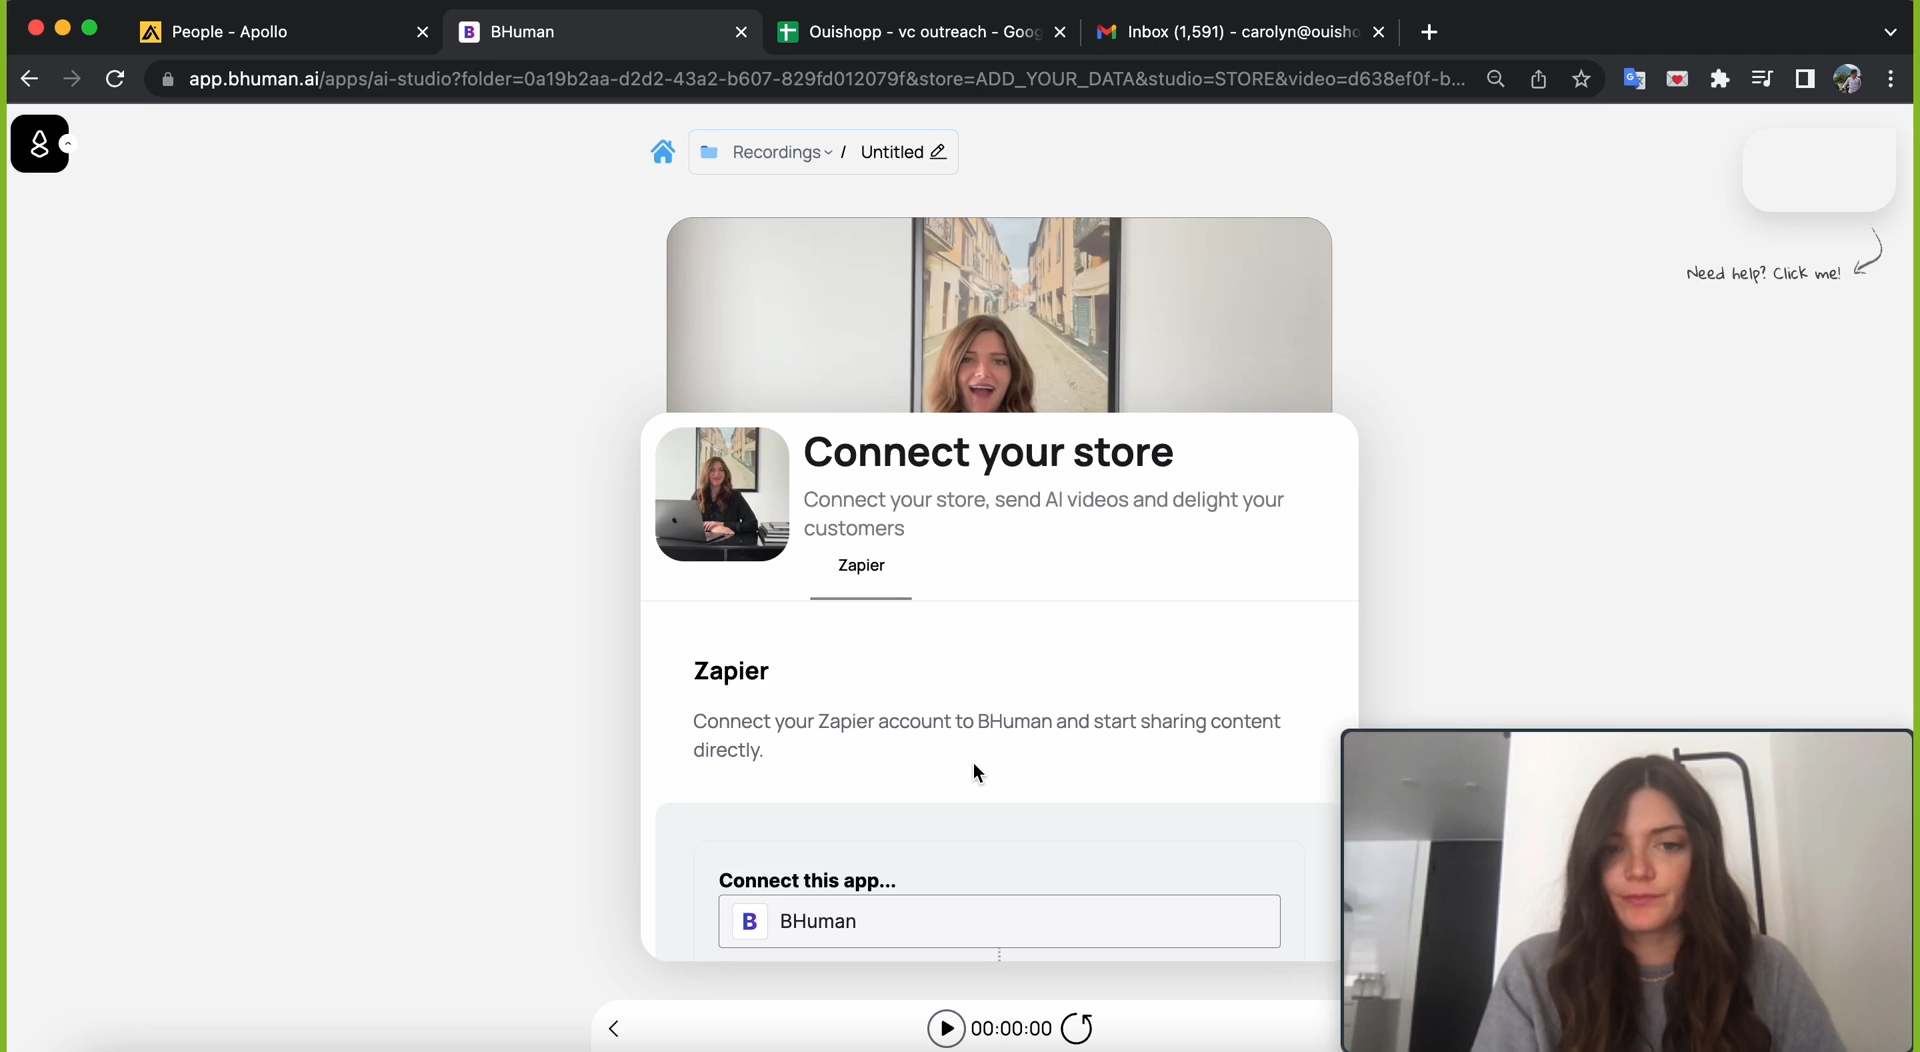 People - Apollo
BHuman
Ouishopp - vc outreach - Goog
Inbox (1,591) - carolyn@ouisho
app.bhuman.ai/apps/ai-studio?folder=0a19b2aa-d2d2-43a2-b607-829fd012079f&store=ADD_YOUR_DATA&studio=STORE&video=d638ef0f-b...
Recordings / Untitled
Need help? Click me!
Connect your store
Connect your store, send AI videos and delight your
customers
Zapier
Zapier
Connect your Zapier account to BHuman and start sharing content
directly.
Connect this app...
B BHuman
00:00:00